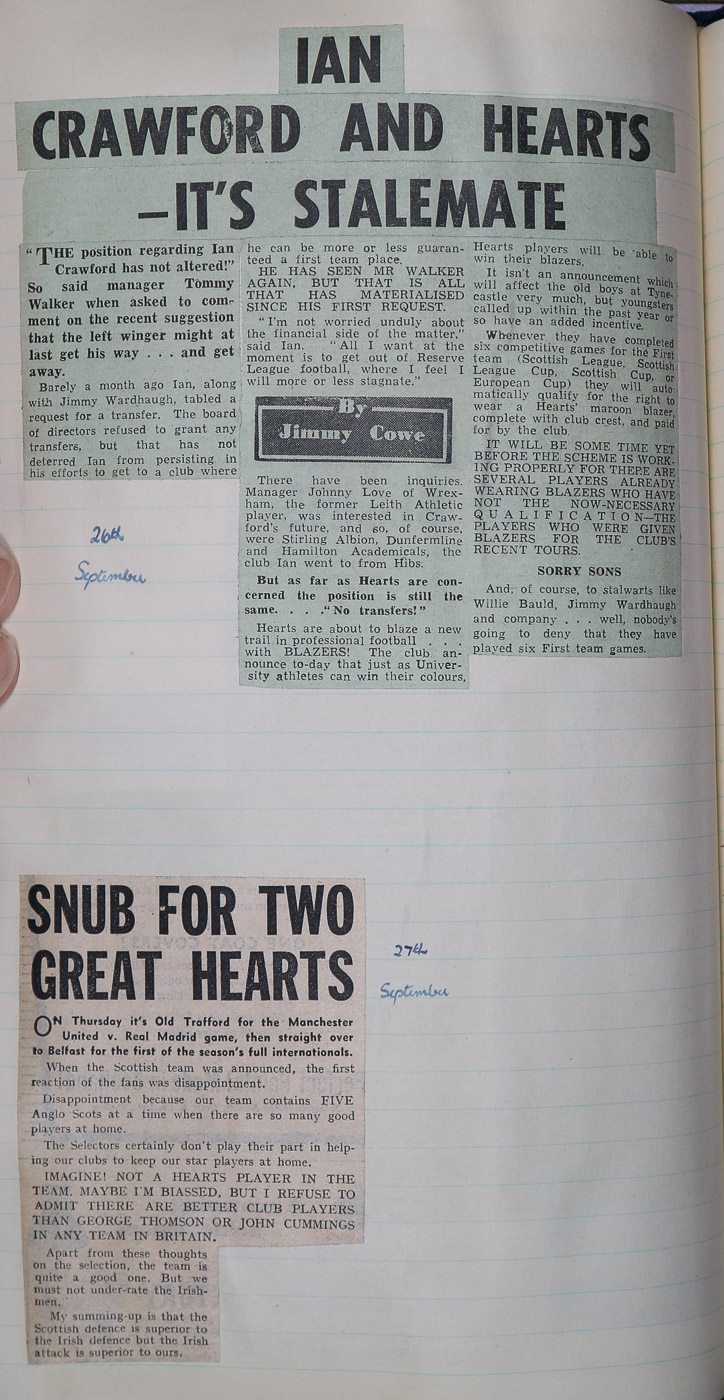 IAN
CRAWFORD AND HEARTS
—IT'S STALEMATE
"THE position regarding Ian
Crawford has not altered!"
So said manager Tommy
Walker when asked to com-
ment on the recent suggestion
that the left winger might at
last get his way . . . and get
away.
Barely a month ago Ian, along
with Jimmy Wardhaugh, tabled a
request for a transfer. The board
of directors refused to grant any
transfers, but that has not
deterred Ian from persisting in
his efforts to get to a club where
he can be more or less guaran-
teed a first team place.
HE HAS SEEN MR WALKER
AGAIN, BUT THAT IS ALL
THAT HAS MATERIALISED
SINCE HIS FIRST REQUEST.
"I'm not worried unduly about
the financial side of the matter,"
said Ian. "All I want at the
moment is to get out of Reserve
League football, where I feel I
will more or less stagnate."
By
Jimmy Cowe
There have been inquiries.
Manager Johnny Love of Wrex-
ham, the former Leith Athletic
player, was interested in Craw-
ford's future, and so, of course,
were Stirling Albion, Dunfermline
and Hamilton Academicals, the
club Ian went to from Hibs.
But as far as Hearts are con-
cerned the position is still the
same. . . . "No transfers!"
Hearts are about to blaze a new
trail in professional football . . .
with BLAZERS! The club an-
nounce to-day that just as Univer-
sity athletes can win their colours,
Hearts players will be able to
win their blazers.
It isn't an announcement which
will affect the old boys at Tyne-
castle very much, but youngsters
called up within the past year or
so have an added incentive.
Whenever they have completed
six competitive games for the First
team (Scottish League, Scottish
League Cup, Scottish Cup, or
European Cup) they will auto-
matically qualify for the right to
wear a Hearts' maroon blazer,
complete with club crest, and paid
for by the club.
IT WILL BE SOME TIME YET
BEFORE THE SCHEME IS WORK-
ING PROPERLY FOR THERE ARE
SEVERAL PLAYERS ALREADY
WEARING BLAZERS WHO HAVE
NOT THE NOW-NECESSARY
QUALIFICATION—THE
PLAYERS WHO WERE GIVEN
BLAZERS FOR THE CLUB'S
RECENT TOURS.
SORRY SONS
And, of course, to stalwarts like
Willie Bauld, Jimmy Wardhaugh
and company . . . well, nobody's
going to deny that they have
played six First team games.
26th
September
SNUB FOR TWO
GREAT HEARTS
ON Thursday it's Old Trafford for the Manchester
United v. Real Madrid game, then straight over
to Belfast for the first of the season's full internationals.
When the Scottish team was announced, the first
reaction of the fans was disappointment.
Disappointment because our team contains FIVE
Anglo Scots at a time when there are so many good
players at home.
The Selectors certainly don't play their part in help-
ing our clubs to keep our star players at home.
IMAGINE! NOT A HEARTS PLAYER IN THE
TEAM. MAYBE I'M BIASSED, BUT I REFUSE TO
ADMIT THERE ARE BETTER CLUB PLAYERS
THAN GEORGE THOMSON OR JOHN CUMMINGS
IN ANY TEAM IN BRITAIN.
Apart from these thoughts
on the selection, the team is
quite a good one. But we
must not under-rate the Irish-
men.
My summing-up is that the
Scottish defence is superior to
the Irish defence but the Irish
attack is superior to ours.
27th
September